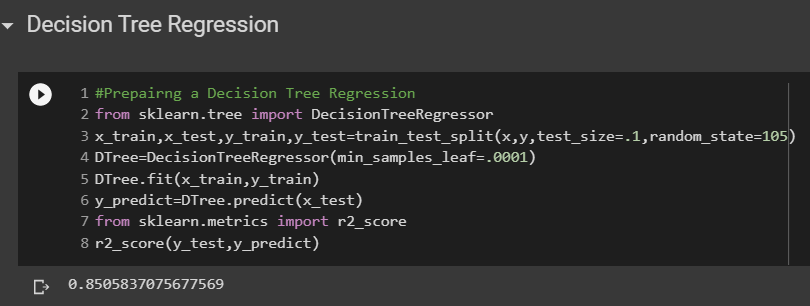 Decision Tree Regression
1 #Prepairng a Decision Tree Regression
2 from sklearn.tree import DecisionTreeRegressor
3 x_train,x_test,y_train,y_test=train_test_split(x,y,test_size=.1,random_state=105)
4 DTree=DecisionTreeRegressor(min_samples_leaf=.0001)
5 DTree.fit(x_train,y_train)
6 y_predict=DTree.predict(x_test)
7 from sklearn.metrics import r2_score
8 r2_score(y_test,y_predict)
0.8505837075677569